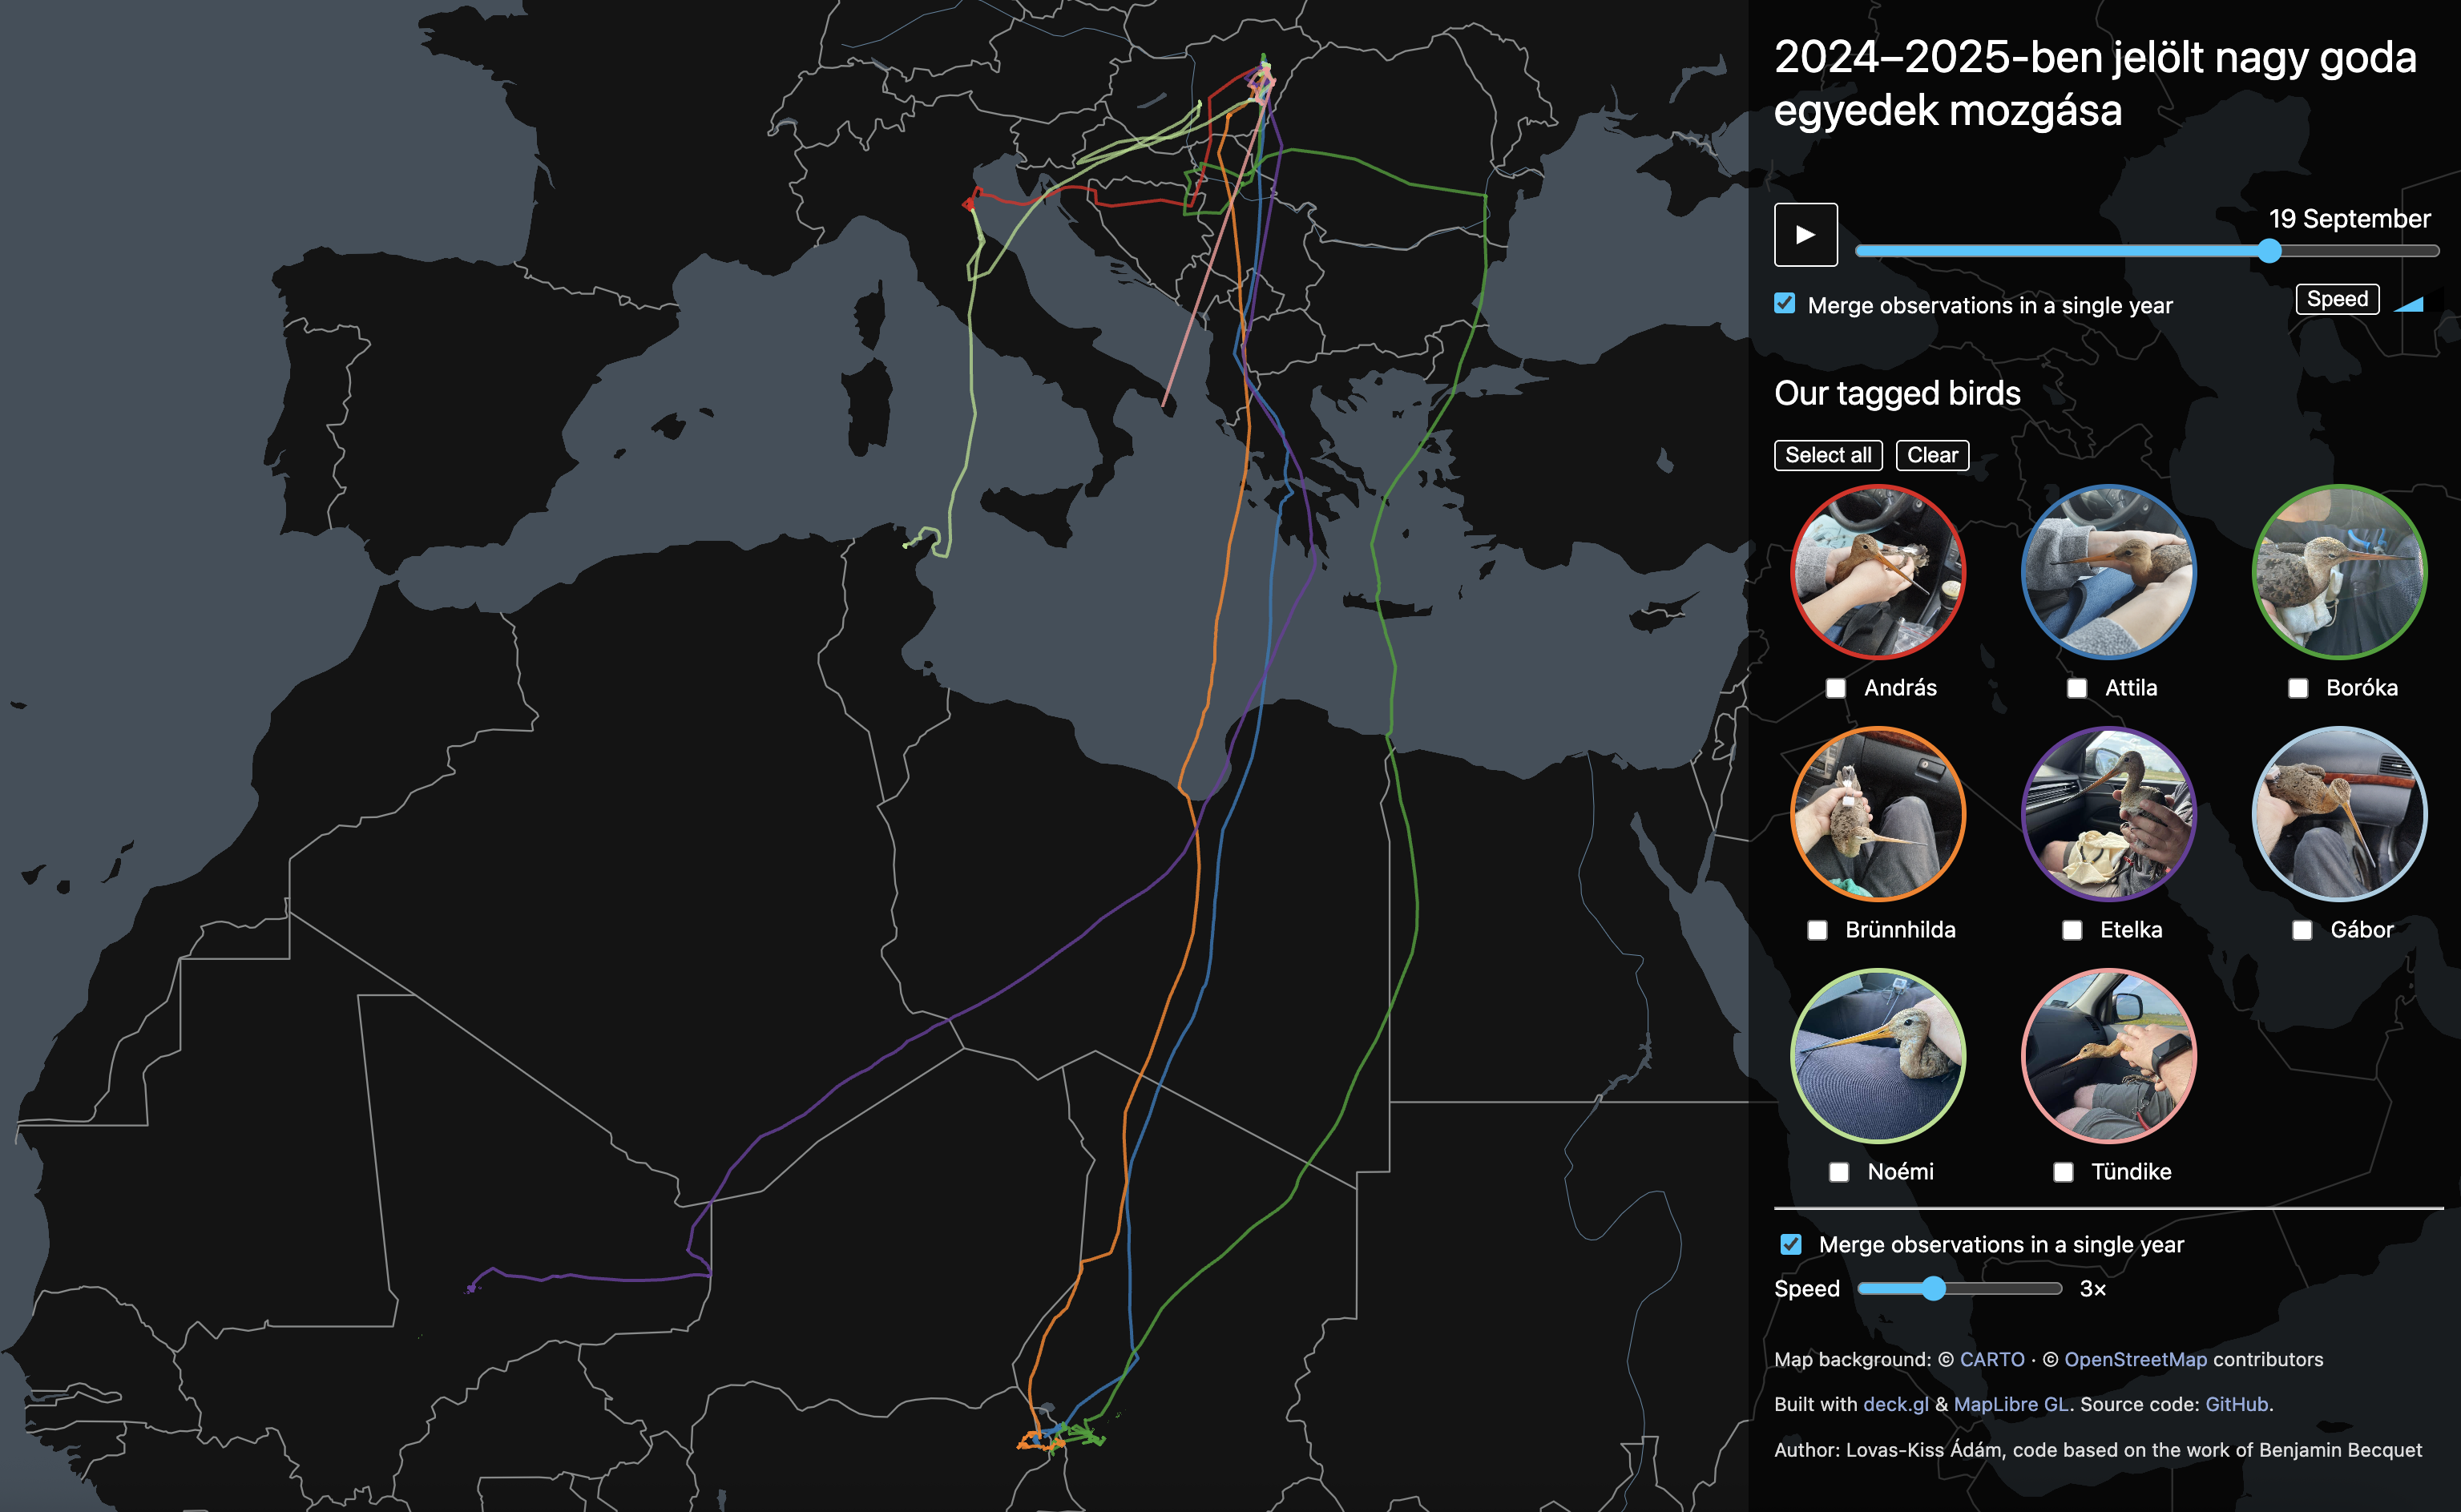 2024–2025-ben jelölt nagy goda
egyedek mozgása
19 September
Merge observations in a single year
Speed
Our tagged birds
Select all Clear
András Attila Boróka
Brünnhilda Etelka Gábor
Noémi Tündike
Merge observations in a single year
Speed 3×
Map background: © CARTO · © OpenStreetMap contributors
Built with deck.gl & MapLibre GL. Source code: GitHub.
Author: Lovas-Kiss Ádám, code based on the work of Benjamin Becquet